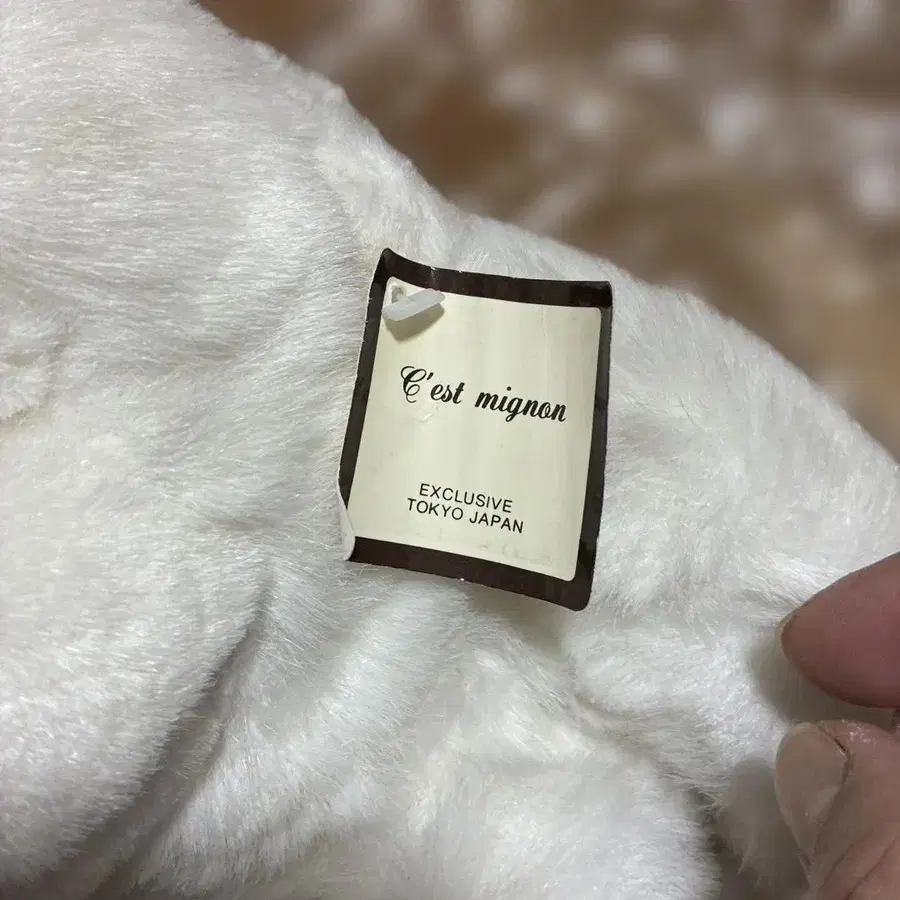 C'est mignon
EXCLUSIVE
TOKYO JAPAN